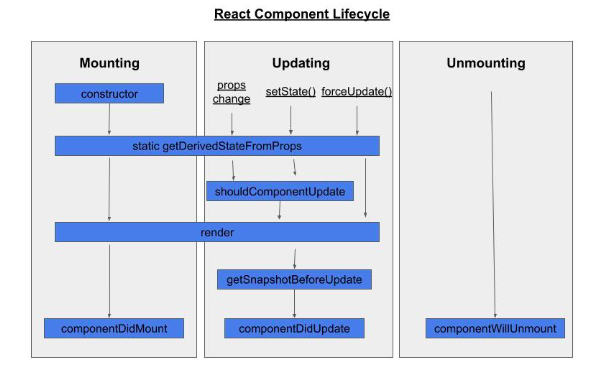 React Component Lifecycle
Mounting
Updating
Unmounting
props
change
setState()
forceUpdate()
constructor
static getDerivedStateFromProps
shouldComponentUpdate
render
getSnapshotBeforeUpdate
componentDidMount
componentDidUpdate
componentWillUnmount